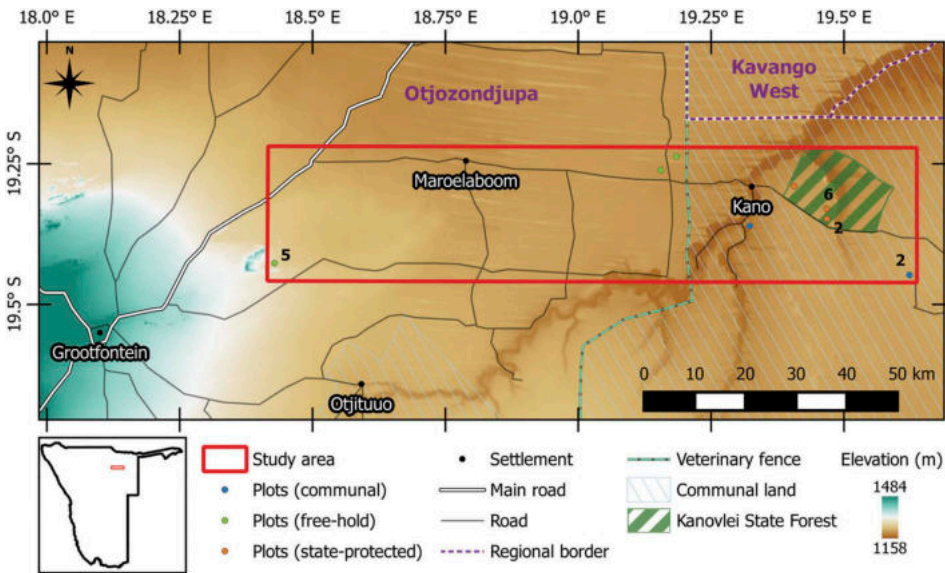 18.0° E
18.25° E
18.5° E
18.75° E
19.0° E
19.25° E
19.5° E
N
Otjozondjupa
Kavango
West
19.25° S
Maroelaboom
Kano
6
2
5
2
19.5° S
Grootfontein
Otjituuo
0 10 20 30 40 50 km
Study area
Plots (communal)
Plots (free-hold)
Plots (state-protected)
Settlement
Main road
Road
Regional border
Veterinary fence
Communal land
Kanovlei State Forest
Elevation (m)
1484
1158